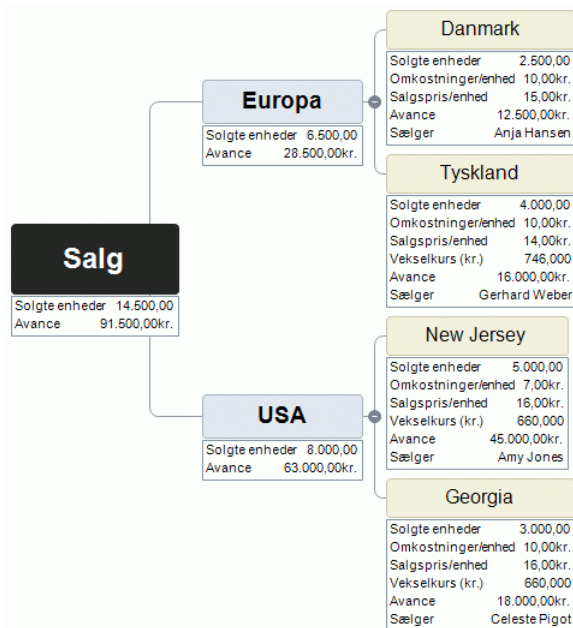 Salg
Solgte enheder 14.500,00
Avance 91.500,00kr.
Europa
Solgte enheder 6.500,00
Avance 28.500,00kr.
Danmark
Solgte enheder 2.500,00
Omkostninger/enhed 10,00kr.
Salgspris/enhed 15,00kr.
Avance 12.500,00kr.
Sælger Anja Hansen
Tyskland
Solgte enheder 4.000,00
Omkostninger/enhed 10,00kr.
Salgspris/enhed 14,00kr.
Vekselkurs (kr.) 746,000
Avance 16.000,00kr.
Sælger Gerhard Weber
USA
Solgte enheder 8.000,00
Avance 63.000,00kr.
New Jersey
Solgte enheder 5.000,00
Omkostninger/enhed 7,00kr.
Salgspris/enhed 16,00kr.
Vekselkurs (kr.) 660,000
Avance 45.000,00kr.
Sælger Amy Jones
Georgia
Solgte enheder 3.000,00
Omkostninger/enhed 10,00kr.
Salgspris/enhed 16,00kr.
Vekselkurs (kr.) 660,000
Avance 18.000,00kr.
Sælger Celeste Pigot